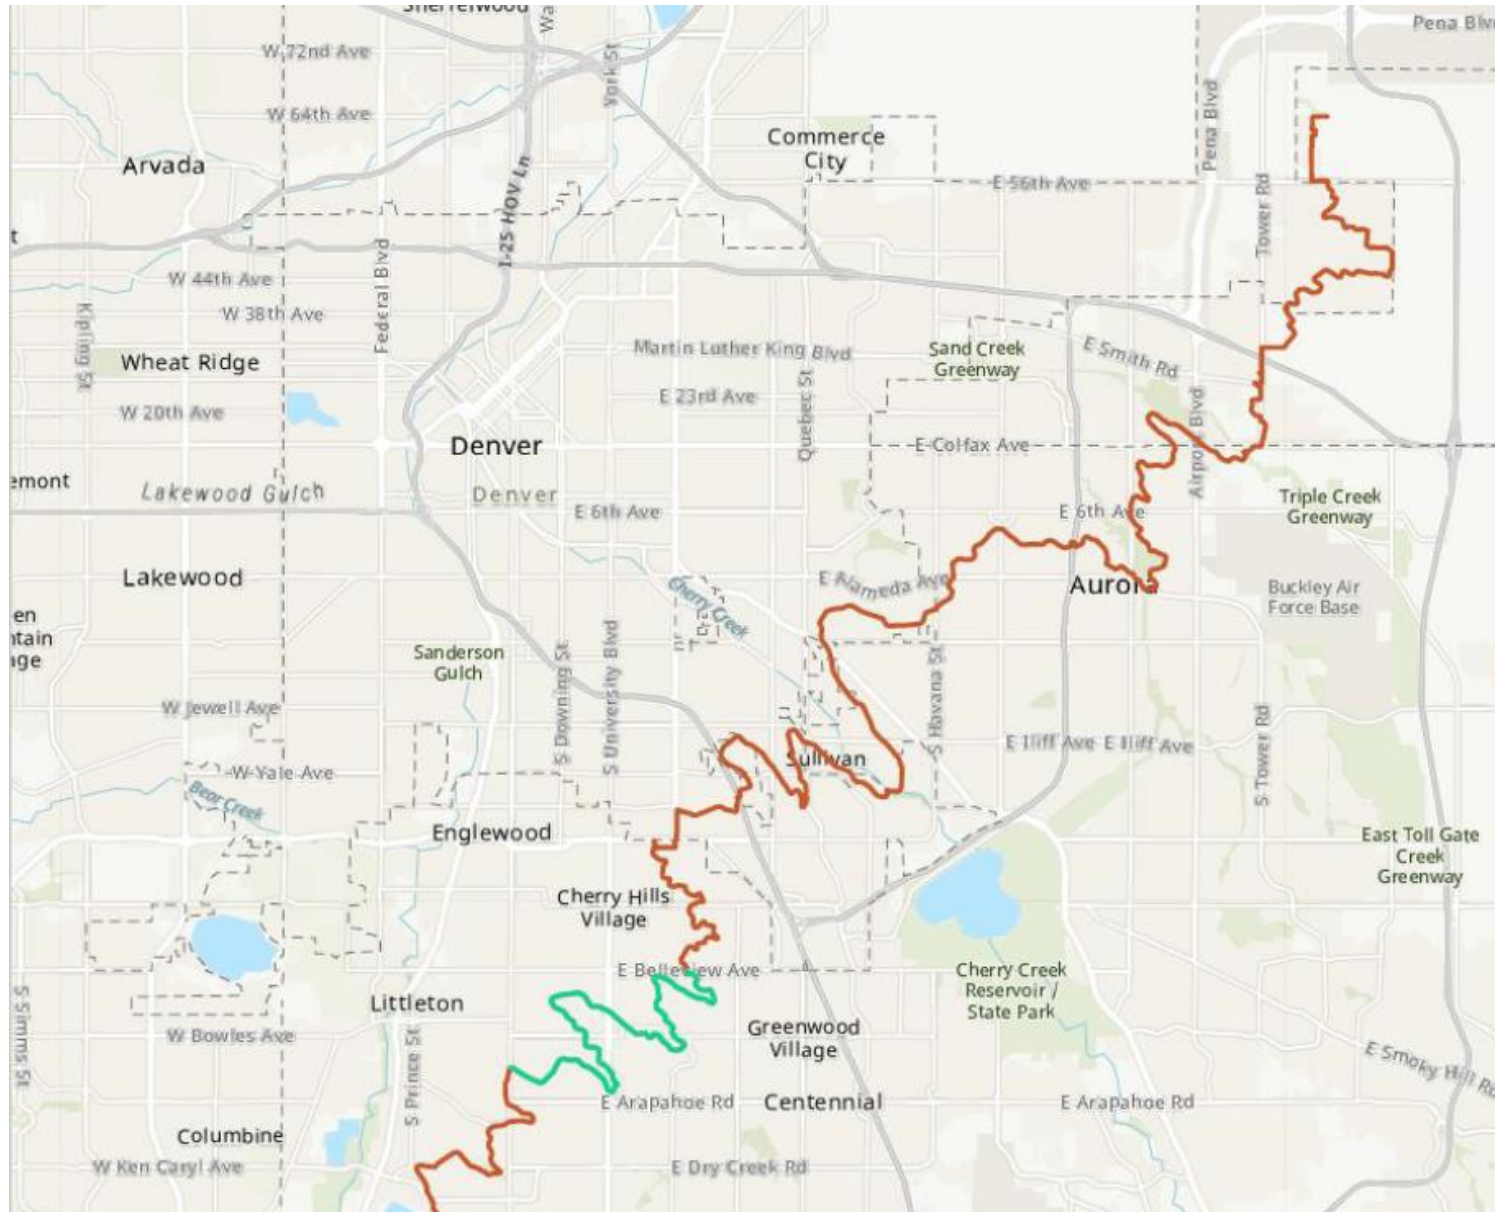 Sherrelwood
Pena Blvd
W 72nd Ave
York St
W 64th Ave
Pena Blvd
Commerce
City
Arvada
E 56th Ave
I-25 HOV Ln
Tower Rd
W 44th Ave
Federal Blvd
W 38th Ave
Kipling St
Martin Luther King Blvd
Sand Creek
Greenway
E Smith Rd
Wheat Ridge
E 23rd Ave
Quebec St
W 20th Ave
Airport Blvd
Denver
E Colfax Ave
emont
Lakewood Gulch
Denver
Triple Creek
Greenway
E 6th Ave
E 6th Ave
Lakewood
E Alameda Ave
Aurora
Buckley Air
Force Base
Cherry Creek
en
ntain
age
Sanderson
Gulch
S Downing St
S University Blvd
S Havana St
W Jewell Ave
E Iliff Ave
E Iliff Ave
S Tower Rd
Sullivan
W Yale Ave
Bear Creek
Englewood
East Toll Gate
Creek
Greenway
Cherry Hills
Village
E Belleview Ave
Cherry Creek
Reservoir /
State Park
Littleton
S Simms St
W Bowles Ave
S Prince St
Greenwood
Village
E Smoky Hill Rd
E Arapahoe Rd
Centennial
E Arapahoe Rd
Columbine
W Ken Caryl Ave
E Dry Creek Rd